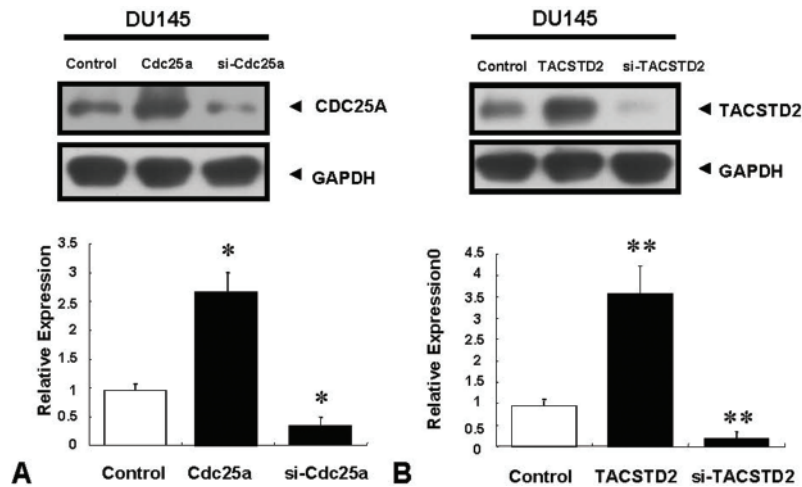 DU145
Control Cdc25a si-Cdc25a
CDC25A
GAPDH
Relative Expression
3.5
3
2.5
2
1
1
0.5
0
*
*
Control Cdc25a si-Cdc25a
A
DU145
Control TACSTD2 si-TACSTD2
TACSTD2
GAPDH
Relative Expression0
4.5
4
3.5
3
2.5
2
1
1
0.5
0
**
**
Control TACSTD2 si-TACSTD2
B